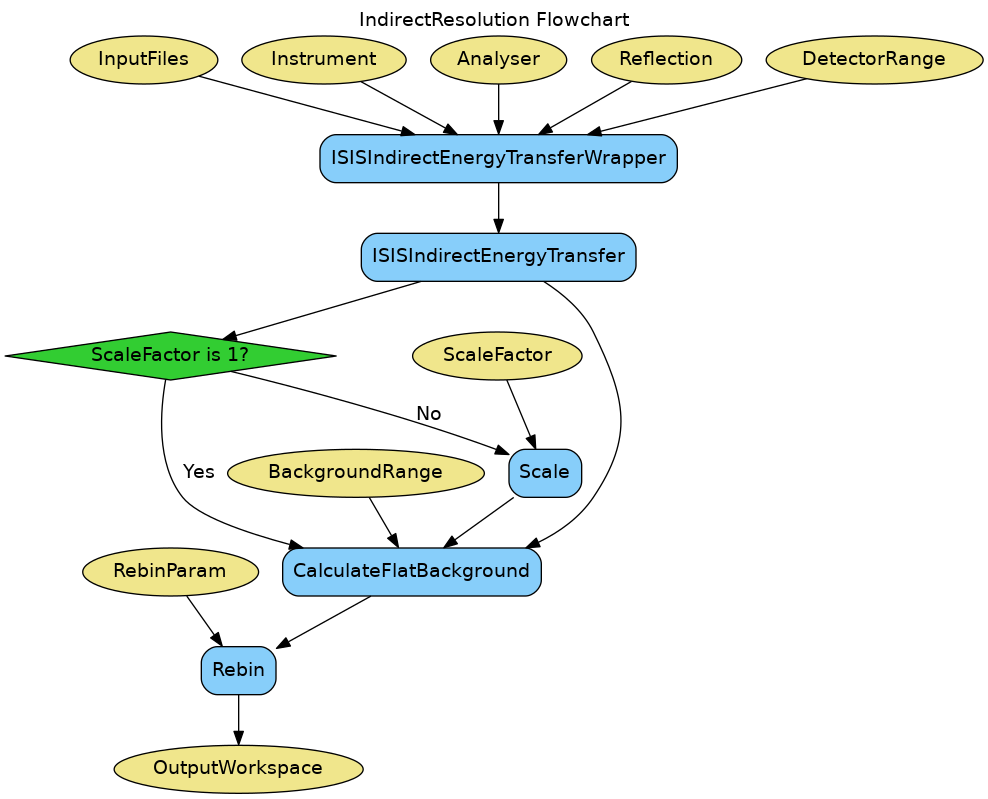 IndirectResolution Flowchart
InputFiles
Instrument
Analyser
Reflection
DetectorRange
ISISIndirectEnergyTransferWrapper
ISISIndirectEnergyTransfer
ScaleFactor is 1?
ScaleFactor
No
Yes
BackgroundRange
Scale
RebinParam
CalculateFlatBackground
Rebin
OutputWorkspace